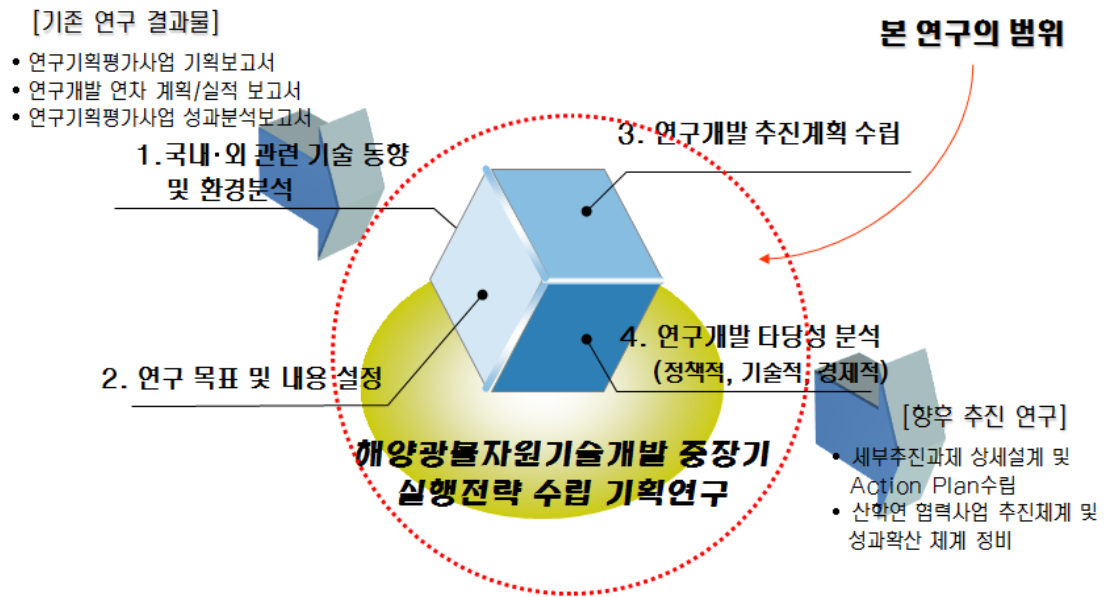 [기존 연구 결과물]
• 연구기획평가사업 기획보고서
• 연구개발 연차 계획/실적 보고서
• 연구기획평가사업 성과분석보고서
본 연구의 범위
1.국내·외 관련 기술 동향
및 환경분석
3. 연구개발 추진계획 수립
2. 연구 목표 및 내용 설정
4. 연구개발 타당성 분석
(정책적, 기술적, 경제적)
해양광물자원기술개발 중장기
실행전략 수립 기획연구
[향후 추진 연구]
• 세부추진과제 상세설계 및
Action Plan수립
• 산학연 협력사업 추진체계 및
성과확산 체계 정비